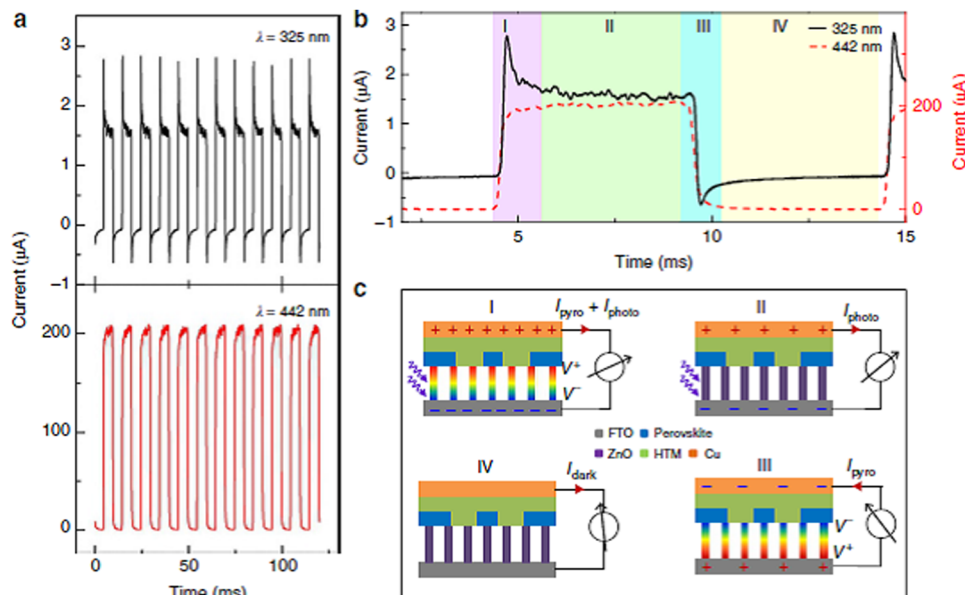 a
λ = 325 nm
3
2
1
0
−1
Current (µA)
λ = 442 nm
200
100
0
0 50 100
Time (ms)
b
I II III IV
325 nm
442 nm
3
2
1
0
−1
Current (µA)
200
0
Current (µA)
5 10 15
Time (ms)
c
I
Ipyro + Iphoto
+ + + + + + + +
V+
V−
− − − − − − − −
II
Iphoto
+ + + +
− − − −
FTO Perovskite
ZnO HTM Cu
IV
Idark
III
Ipyro
− − − −
V−
V+
+ + + +